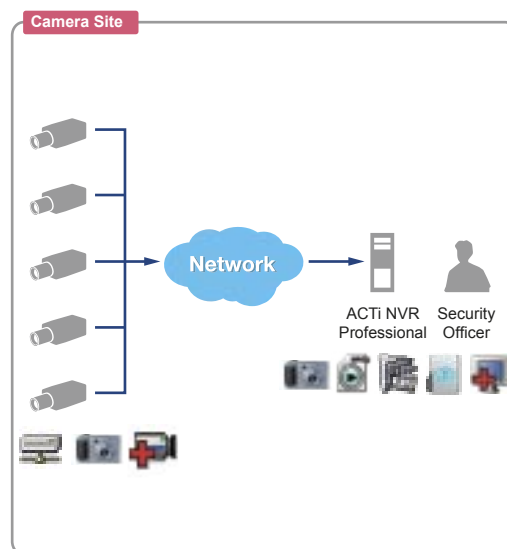 Camera Site
Network
ACTi NVR
Professional
Security
Officer